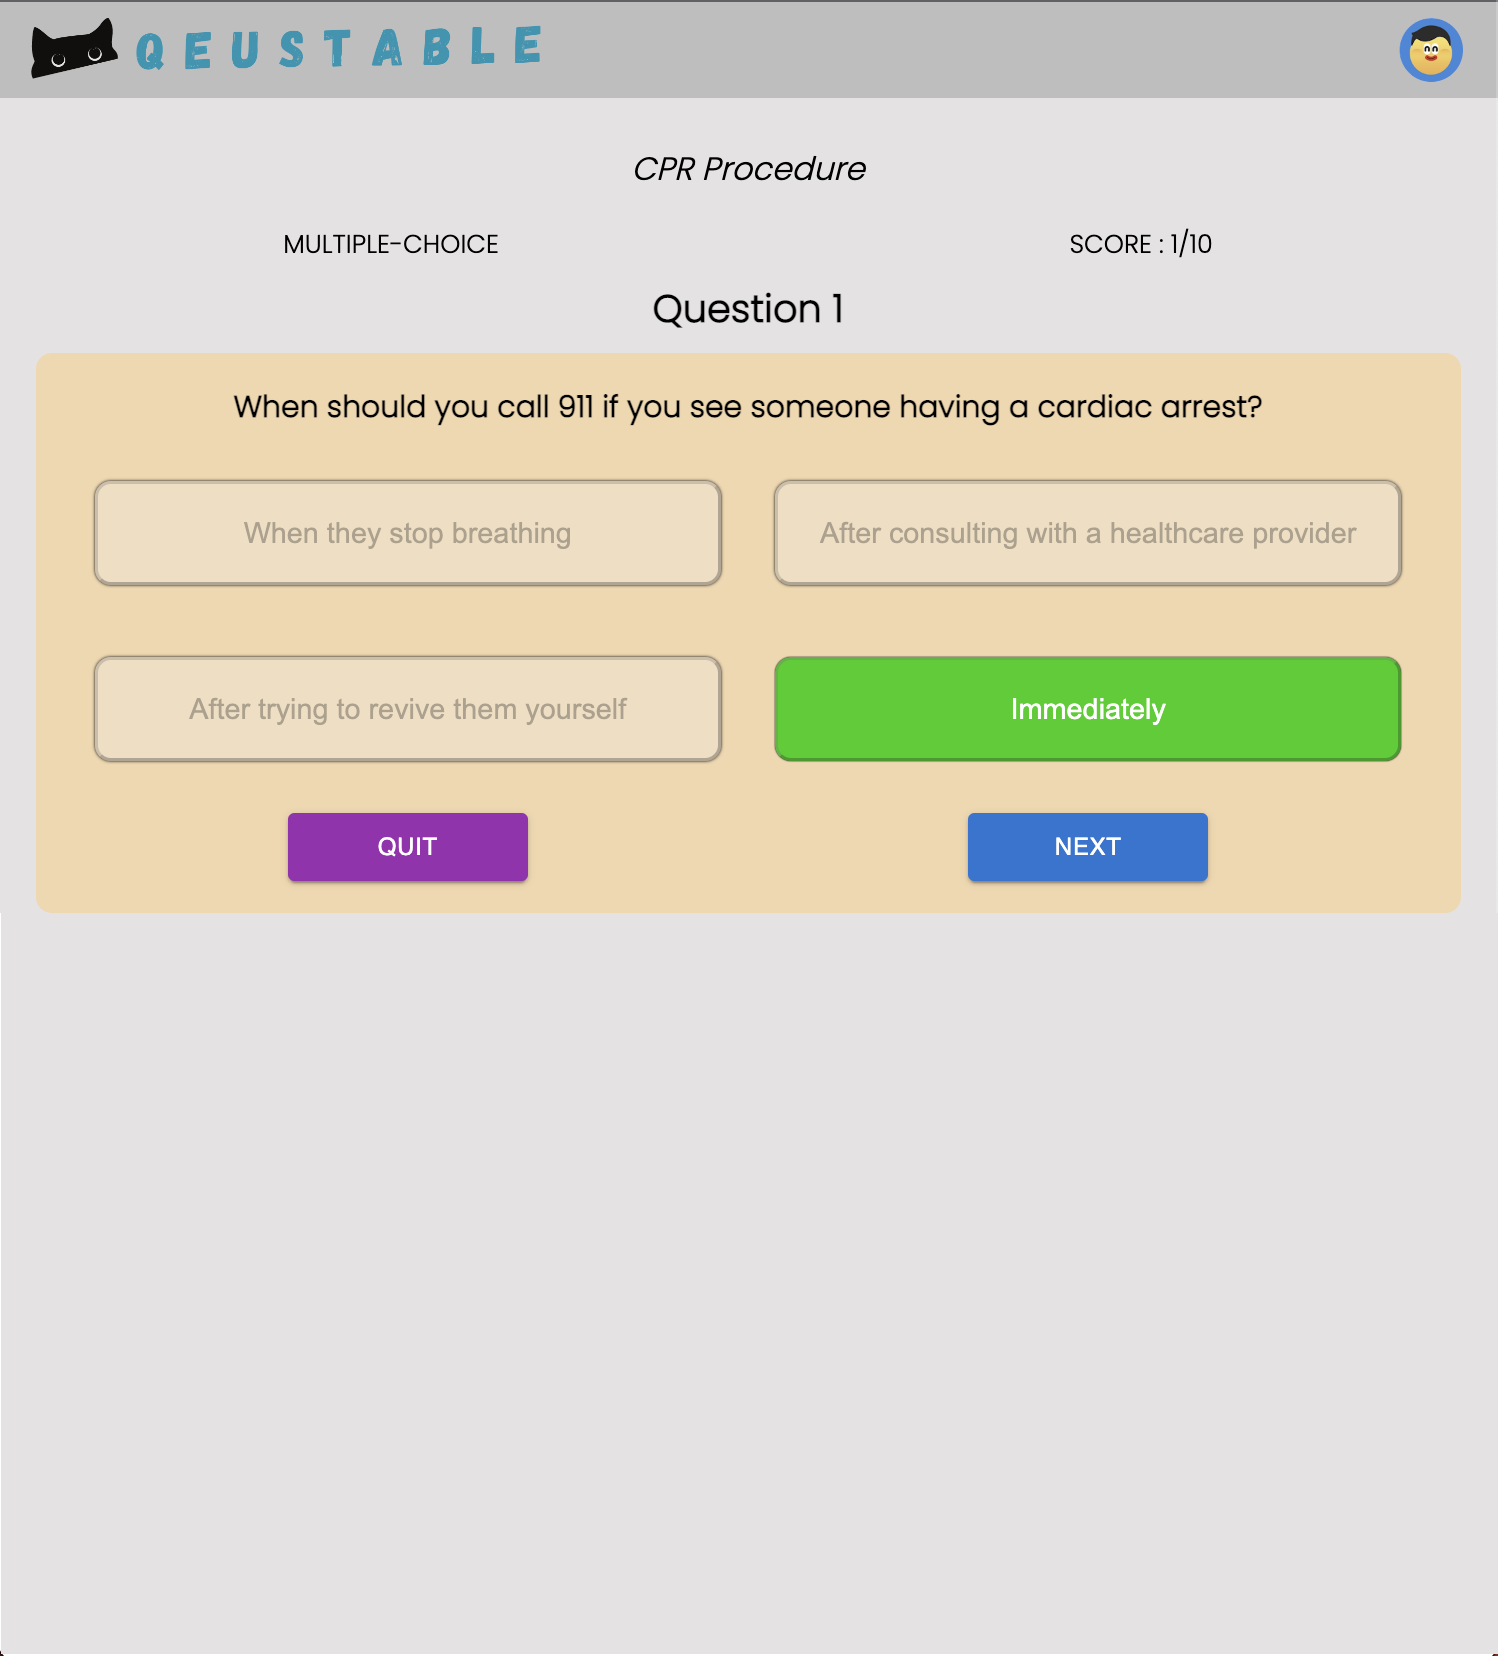 QEUSTABLE
CPR Procedure
MULTIPLE-CHOICE
SCORE : 1/10
Question 1
When should you call 911 if you see someone having a cardiac arrest?
When they stop breathing
After consulting with a healthcare provider
After trying to revive them yourself
Immediately
QUIT
NEXT